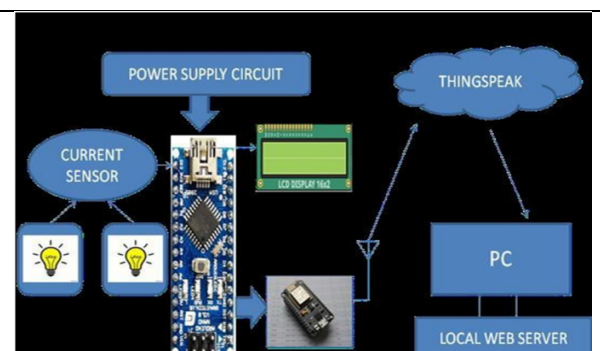 POWER SUPPLY CIRCUIT
THINGSPEAK
CURRENT
SENSOR
LCD DISPLAY 16x2
PC
LOCAL WEB SERVER